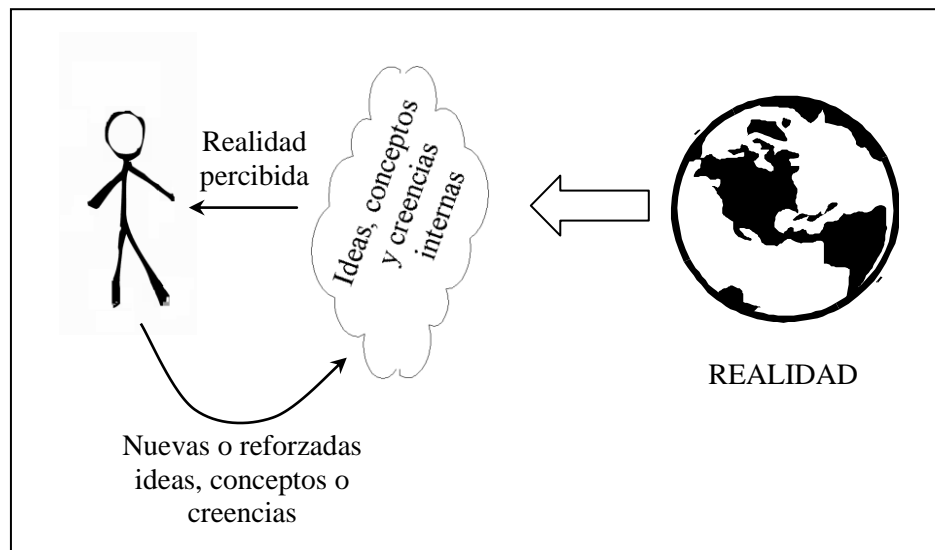 Realidad
percibida
Ideas, conceptos
y creencias
internas
REALIDAD
Nuevas o reforzadas
ideas, conceptos o
creencias